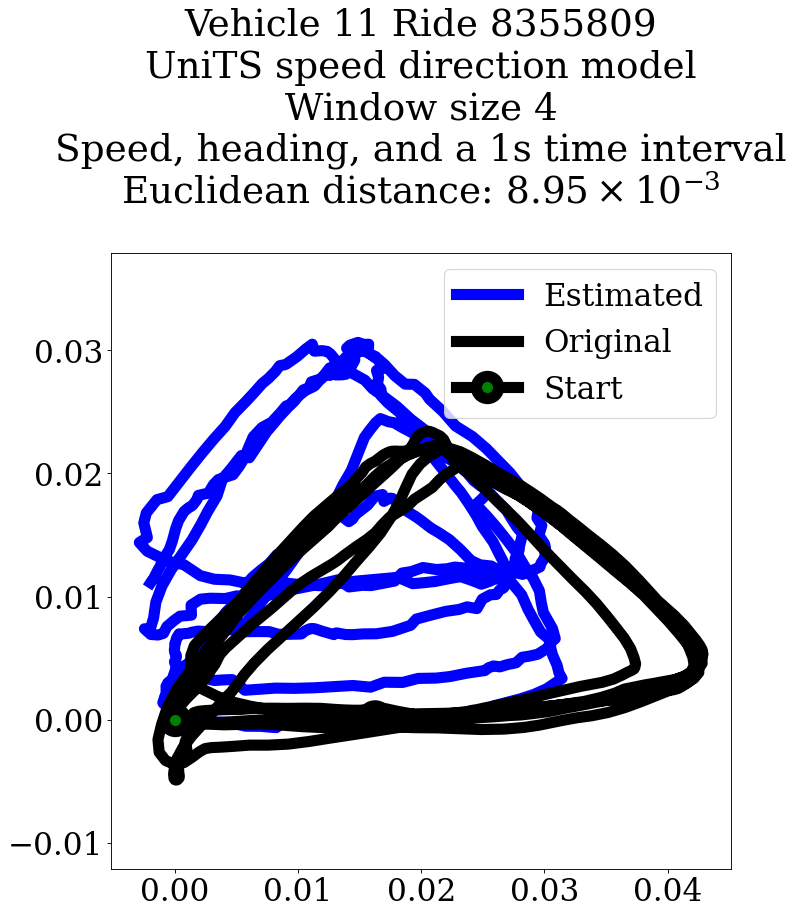 Vehicle 11 Ride 8355809
UniTS speed direction model
Window size 4
Speed, heading, and a 1s time interval
Euclidean distance: 8.95 × 10⁻³
Estimated
Original
Start
0.03
0.02
0.01
0.00
−0.01
0.00 0.01 0.02 0.03 0.04